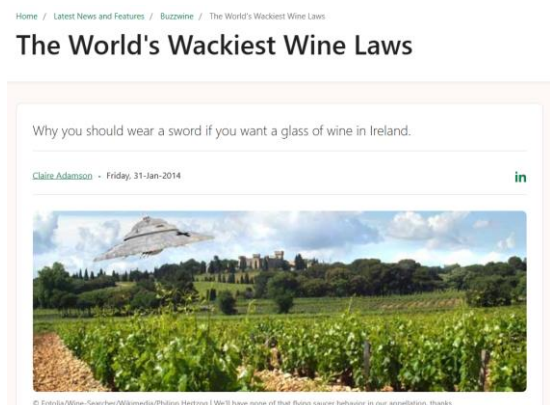 Home / Latest News and Features / Buzzwine / The World's Wackiest Wine Laws
The World's Wackiest Wine Laws
Why you should wear a sword if you want a glass of wine in Ireland.
Claire Adamson - Friday, 31-Jan-2014
in
© Fotolia/Wine-Searcher/Wikimedia/Philipp Hertzog | We'll have none of that flying saucer behavior in our appellation, thanks